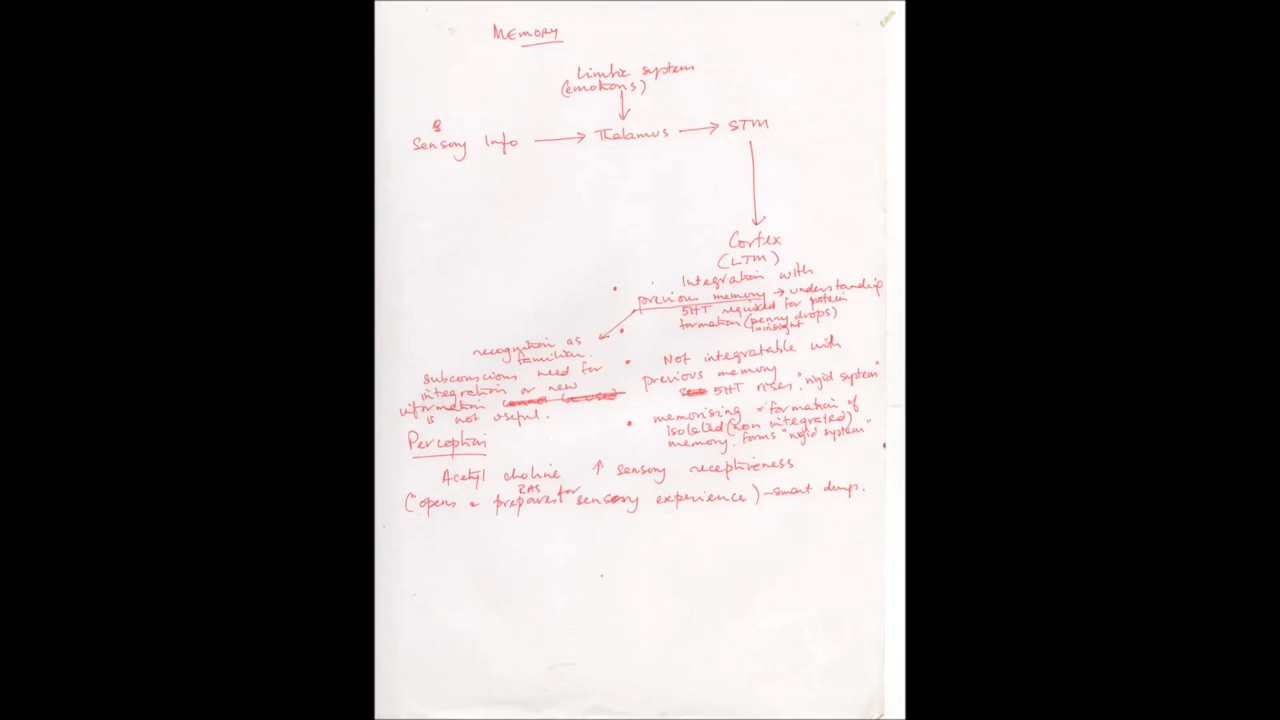 MEMORY
Limbic system
(emotions)
Sensory Info → Thalamus → STM
Cortex
(LTM)
Integration with
previous memory → understanding
5HT required for protein
formation (penny drops)
insight
recognition as
familiar.
subconscious need for
integration or new
information
is not useful.
Not integratable with
previous memory
5HT rises "rigid system"
memorising = formation of
isolated (non integrated)
memory. forms "rigid system"
Perception
Acetyl choline ↑ sensory receptiveness
RAS for
("opens & prepares sensory experience) – smart drugs.